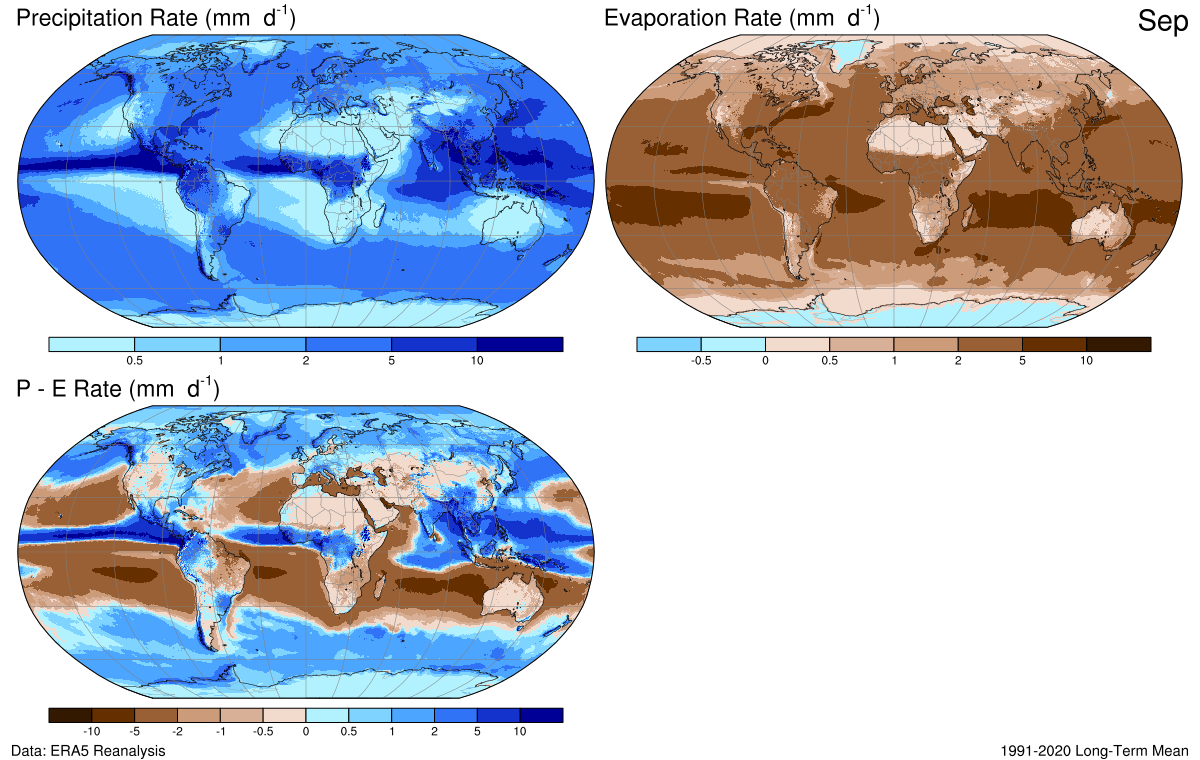 Precipitation Rate (mm d-1)
Evaporation Rate (mm d-1)
Sep
0.5 1 2 5 10
-0.5 0 0.5 1 2 5 10
P - E Rate (mm d-1)
-10 -5 -2 -1 -0.5 0 0.5 1 2 5 10
Data: ERA5 Reanalysis
1991-2020 Long-Term Mean